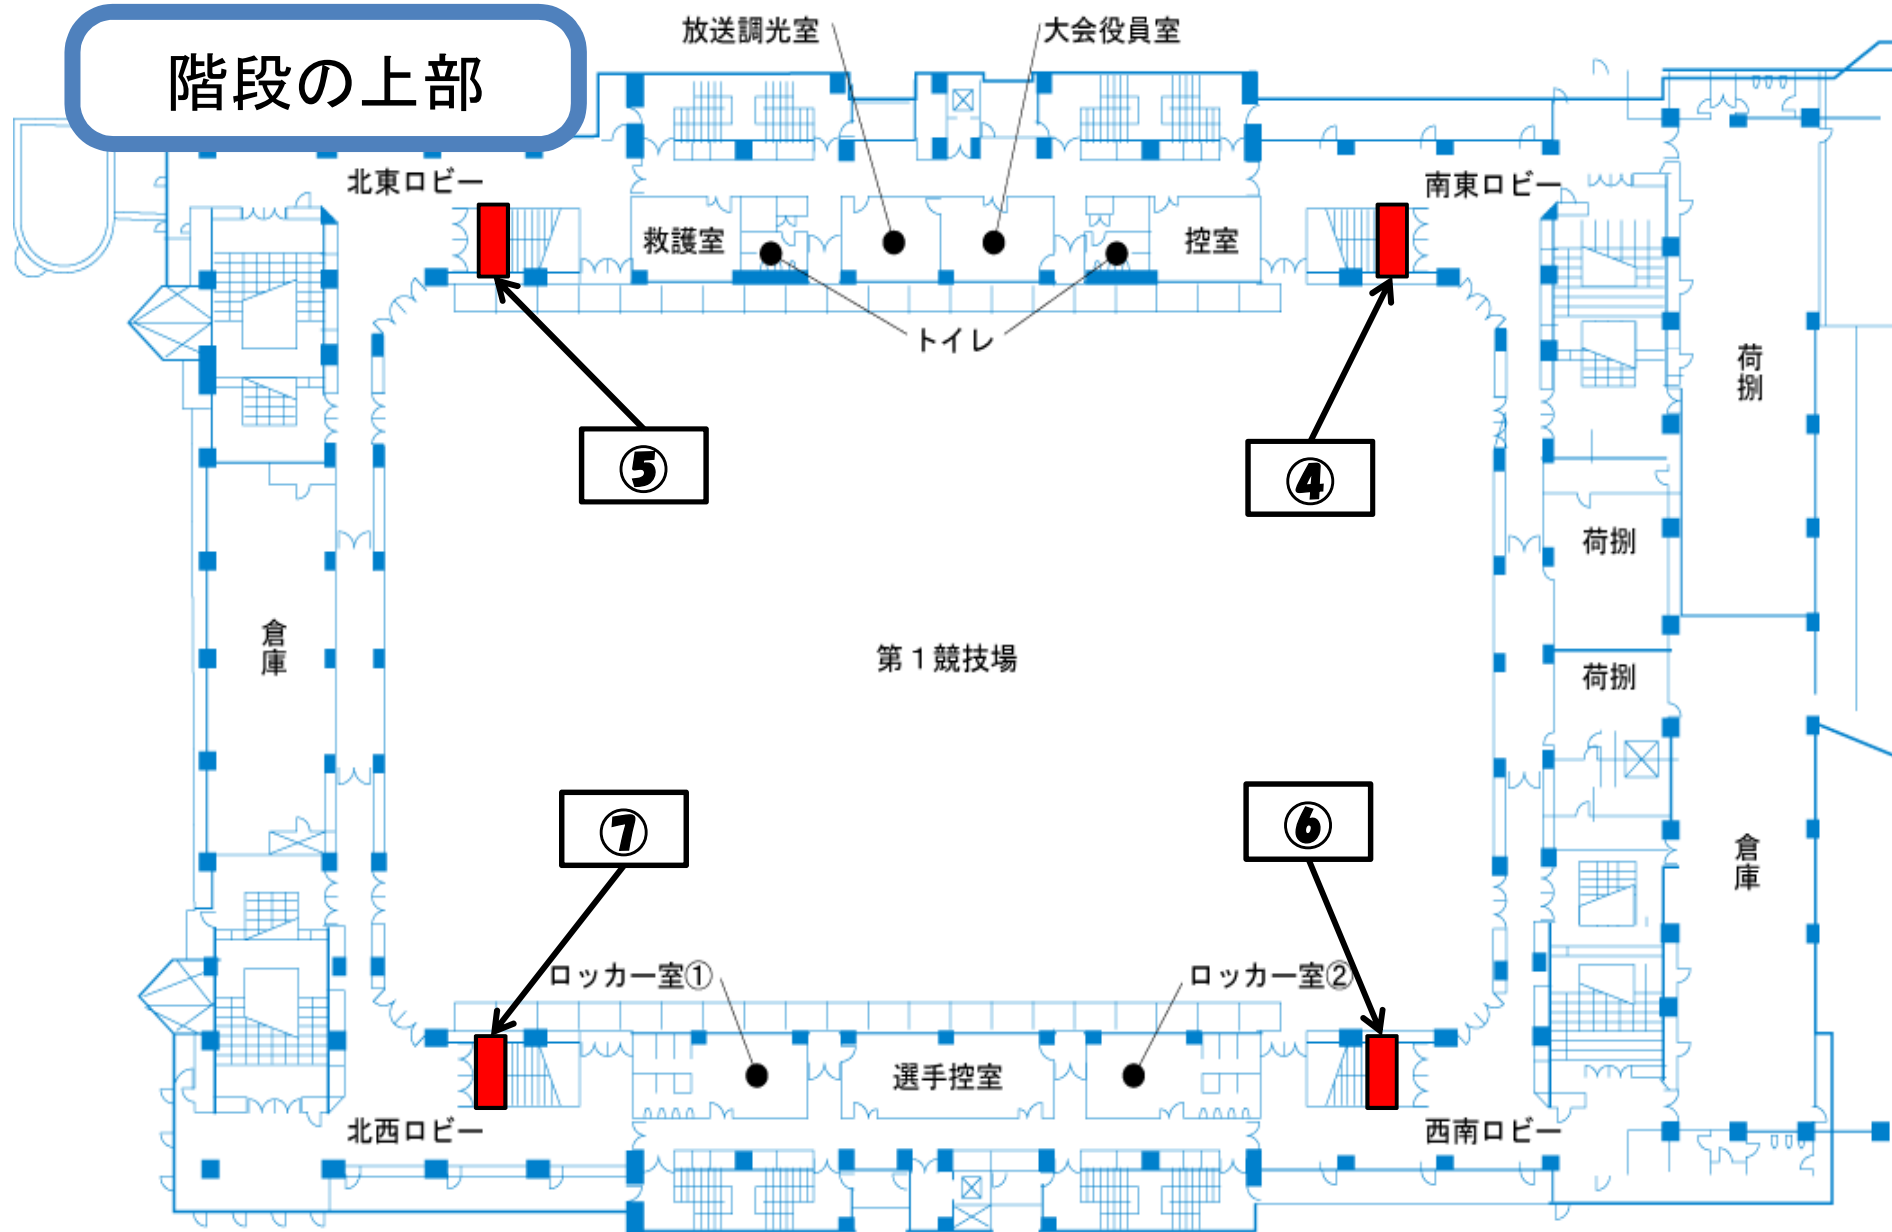 階段の上部
放送調光室
大会役員室
北東ロビー
南東ロビー
救護室
控室
トイレ
荷捌
⑤
④
荷捌
倉庫
第１競技場
荷捌
⑦
⑥
倉庫
ロッカー室①
ロッカー室②
選手控室
北西ロビー
西南ロビー